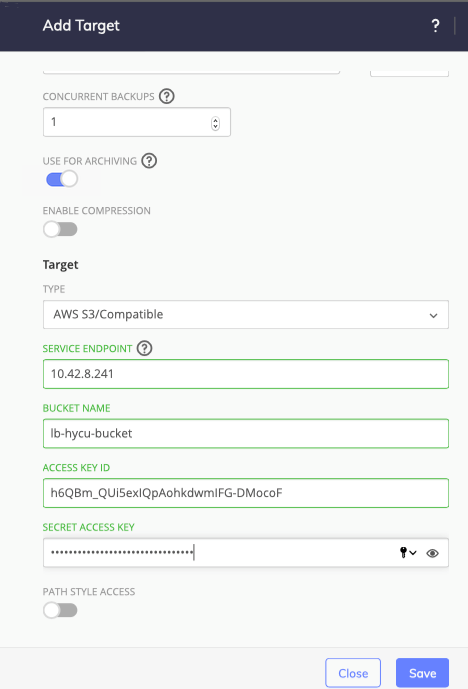 Add Target
?
CONCURRENT BACKUPS ?
1
USE FOR ARCHIVING ?
ENABLE COMPRESSION
Target
TYPE
AWS S3/Compatible
SERVICE ENDPOINT ?
10.42.8.241
BUCKET NAME
lb-hycu-bucket
ACCESS KEY ID
h6QBm_QUi5exIQpAohkdwmIFG-DMocoF
SECRET ACCESS KEY
••••••••••••••••••••••••••••••••
PATH STYLE ACCESS
Close
Save